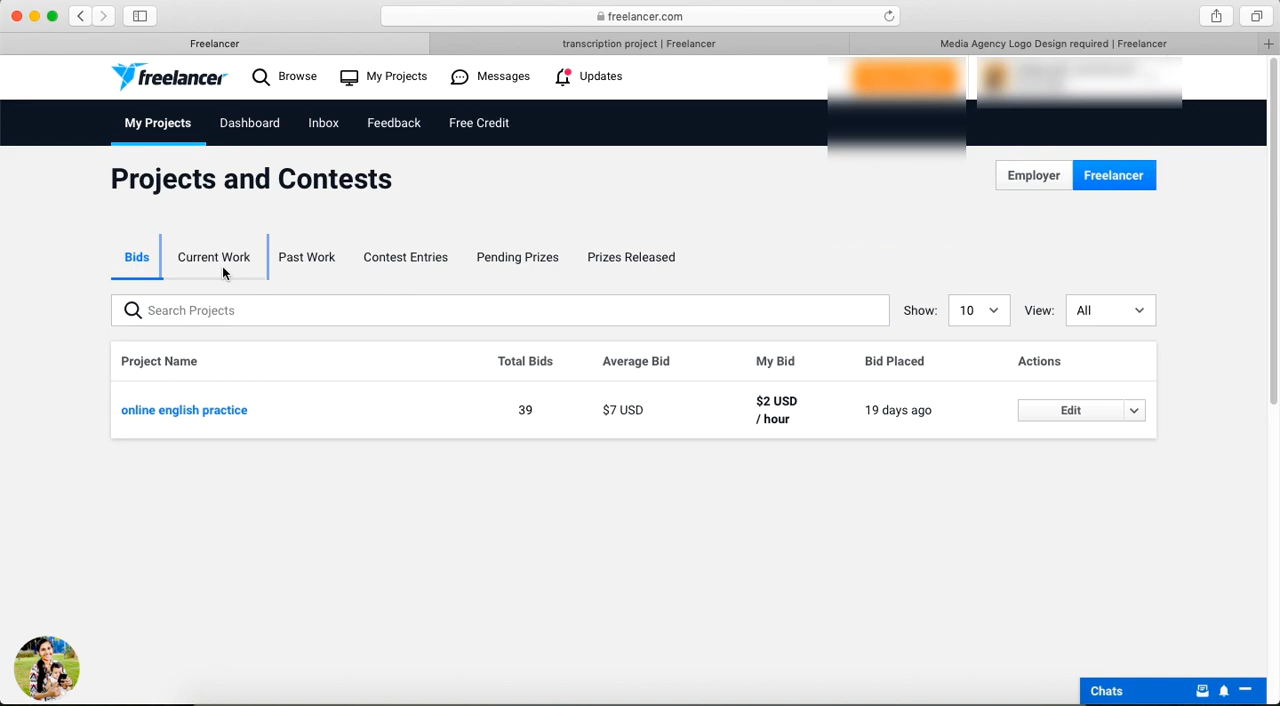 freelancer.com
Freelancer
transcription project | Freelancer
Media Agency Logo Design required | Freelancer
freelancer
Browse
My Projects
Messages
Updates
My Projects
Dashboard
Inbox
Feedback
Free Credit
Projects and Contests
Employer
Freelancer
Bids
Current Work
Past Work
Contest Entries
Pending Prizes
Prizes Released
Search Projects
Show:
10
View:
All
Project Name
Total Bids
Average Bid
My Bid
Bid Placed
Actions
online english practice
39
$7 USD
$2 USD
/ hour
19 days ago
Edit
Chats